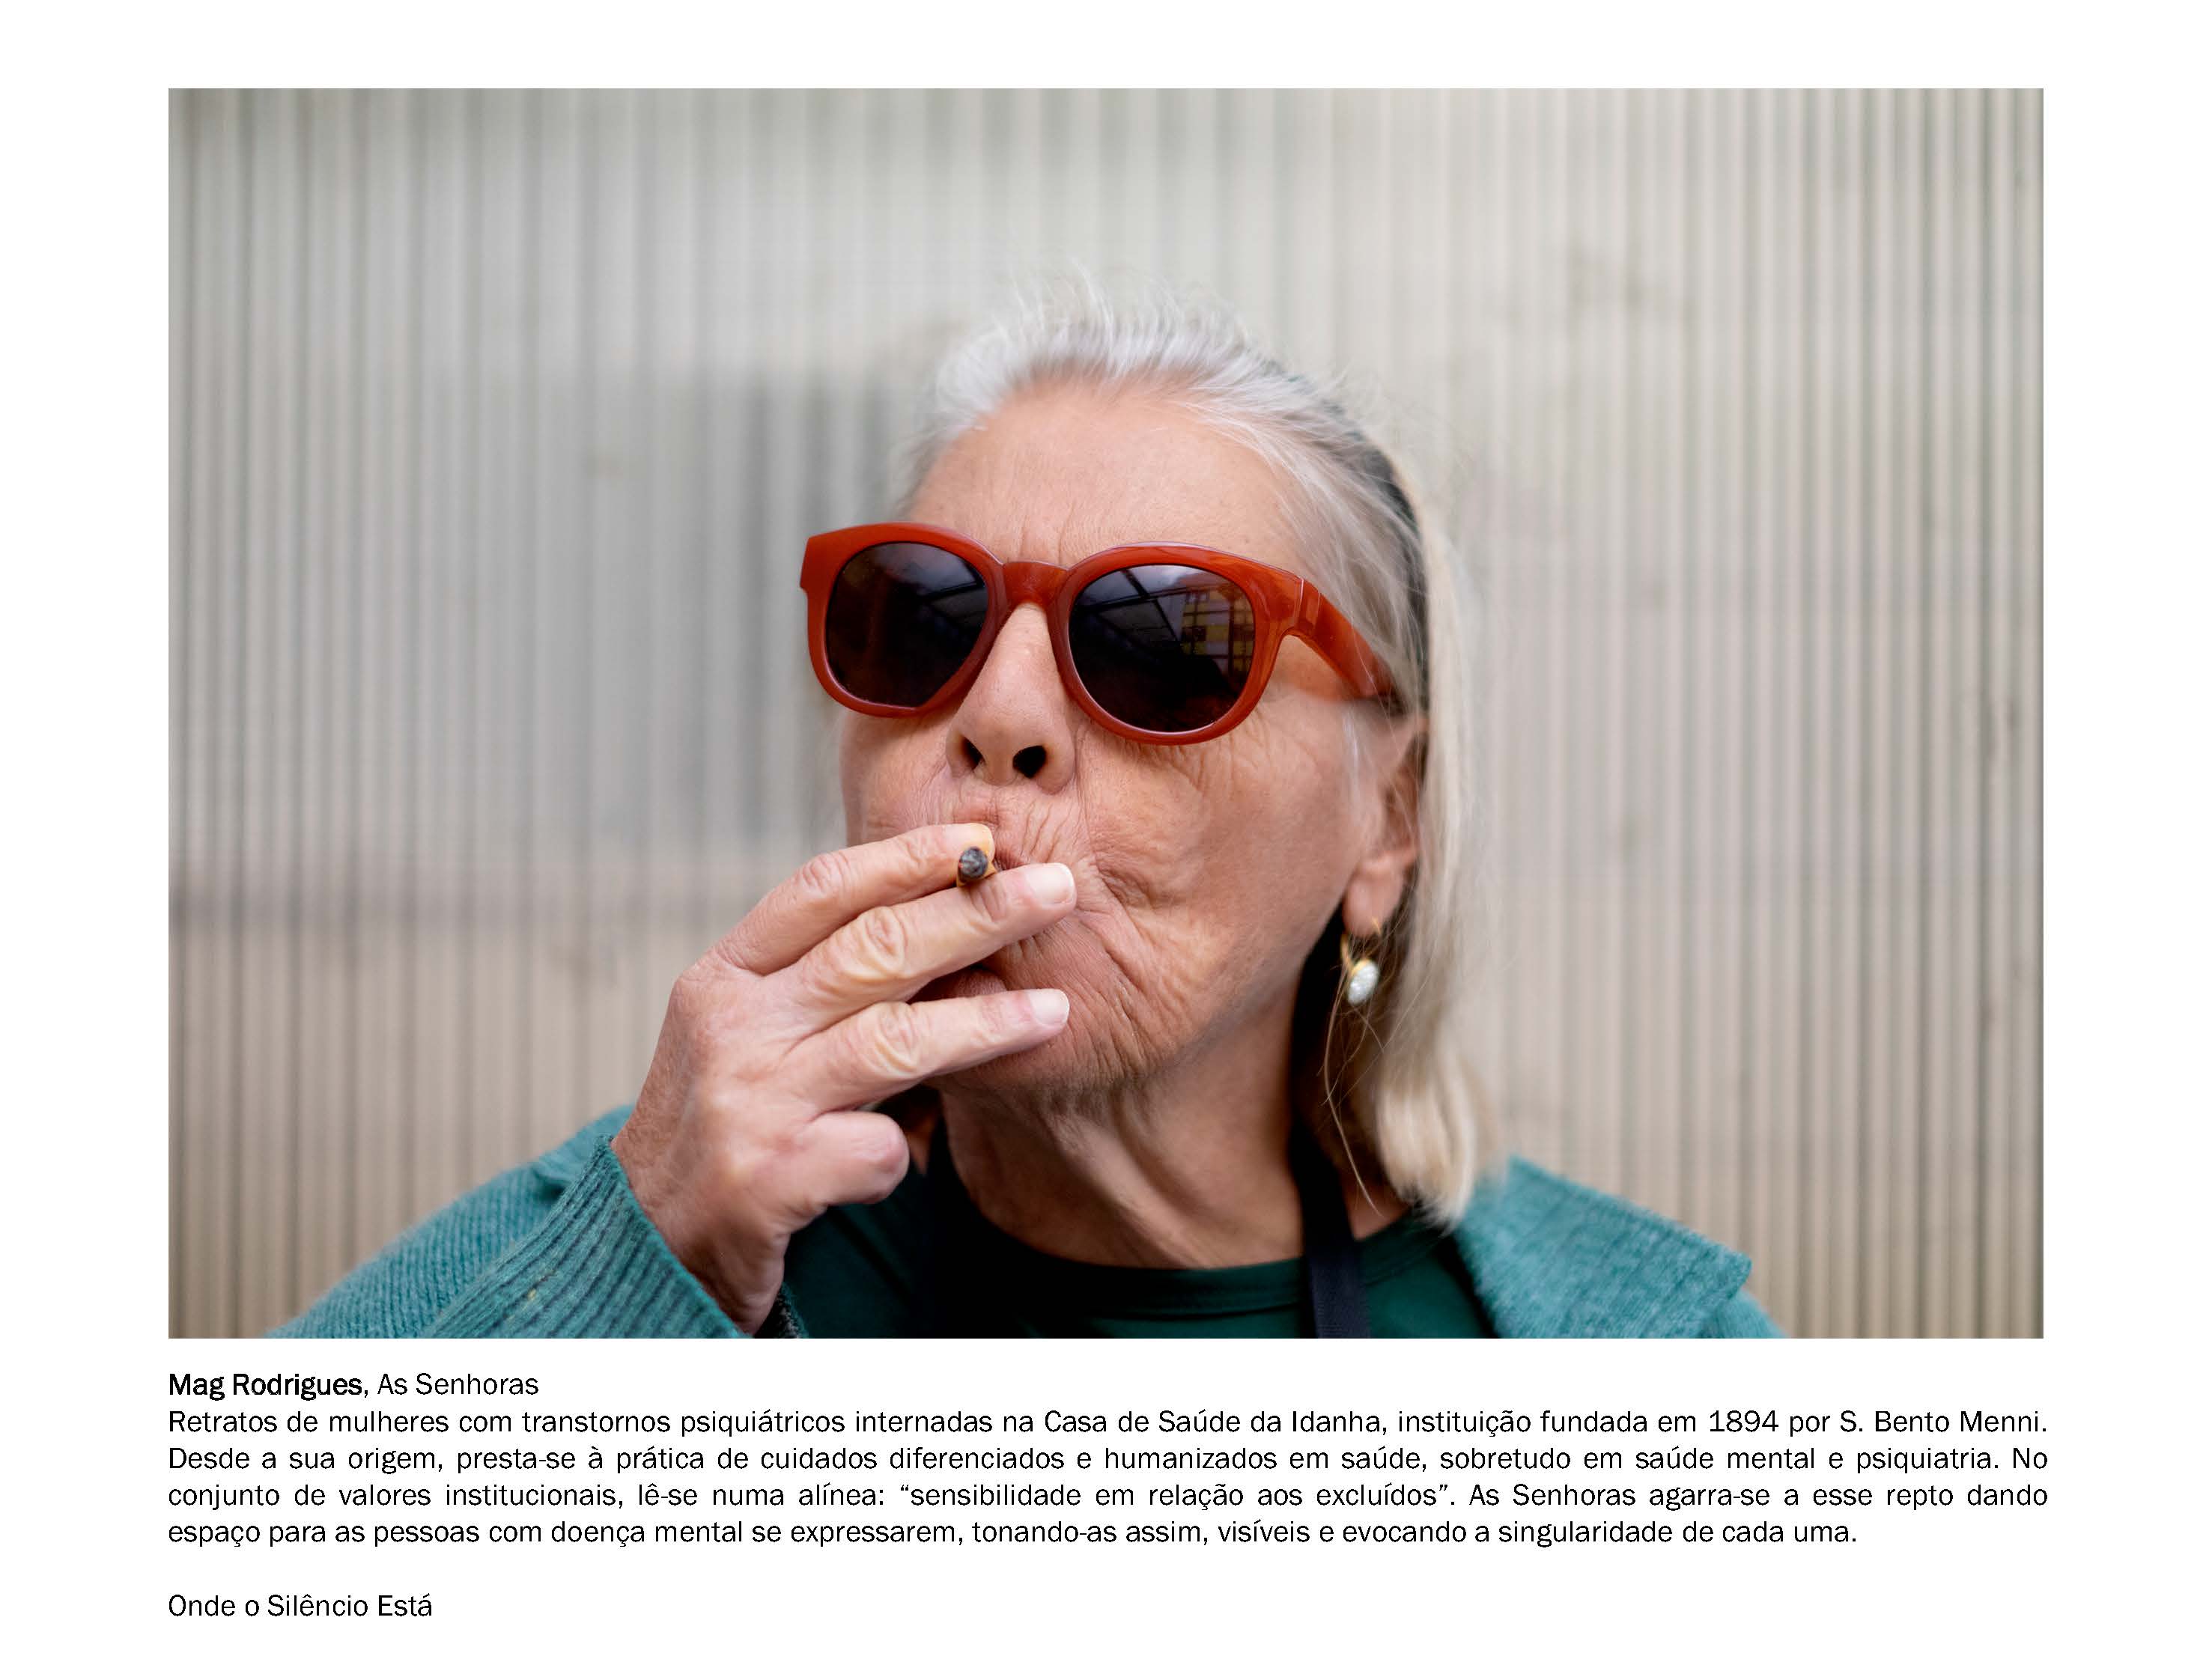 Mag Rodrigues, As Senhoras
Retratos de mulheres com transtornos psiquiátricos internadas na Casa de Saúde da Idanha, instituição fundada em 1894 por S. Bento Menni.
Desde a sua origem, presta-se à prática de cuidados diferenciados e humanizados em saúde, sobretudo em saúde mental e psiquiatria. No
conjunto de valores institucionais, lê-se numa alínea: “sensibilidade em relação aos excluídos”. As Senhoras agarra-se a esse repto dando
espaço para as pessoas com doença mental se expressarem, tonando-as assim, visíveis e evocando a singularidade de cada uma.
Onde o Silêncio Está